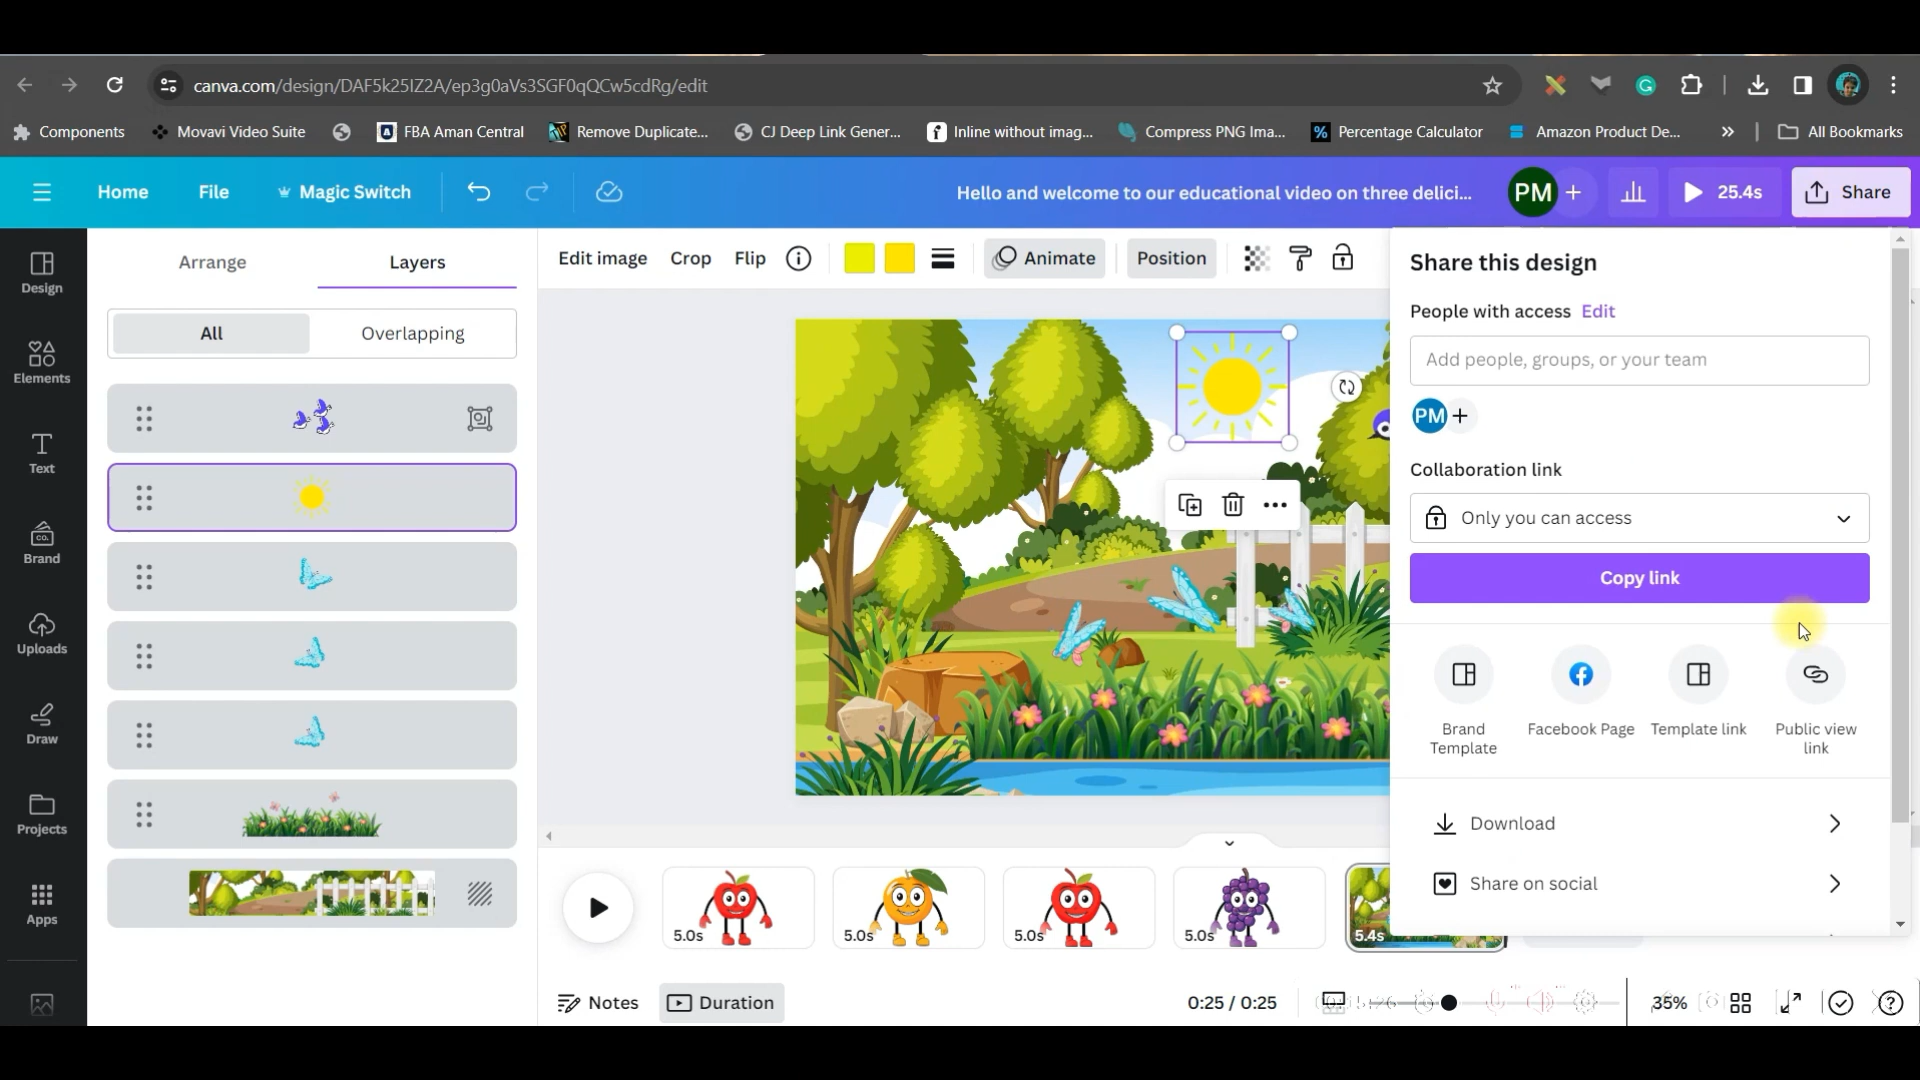 canva.com/design/DAF5k25IZ2A/ep3g0aVs3SGF0qQCw5cdRg/edit
Components
Movavi Video Suite
FBA Aman Central
Remove Duplicate...
CJ Deep Link Gener...
Inline without imag...
Compress PNG Ima...
Percentage Calculator
Amazon Product De...
All Bookmarks
Home
File
Magic Switch
Hello and welcome to our educational video on three delici...
PM
25.4s
Share
Design
Elements
Text
Brand
Uploads
Draw
Projects
Apps
Arrange
Layers
All
Overlapping
Edit image
Crop
Flip
Animate
Position
Share this design
People with access Edit
Add people, groups, or your team
PM
Collaboration link
Only you can access
Copy link
Brand Template
Facebook Page
Template link
Public view link
Download
Share on social
5.0s
5.0s
5.0s
5.0s
5.4s
Notes
Duration
0:25 / 0:25
35%